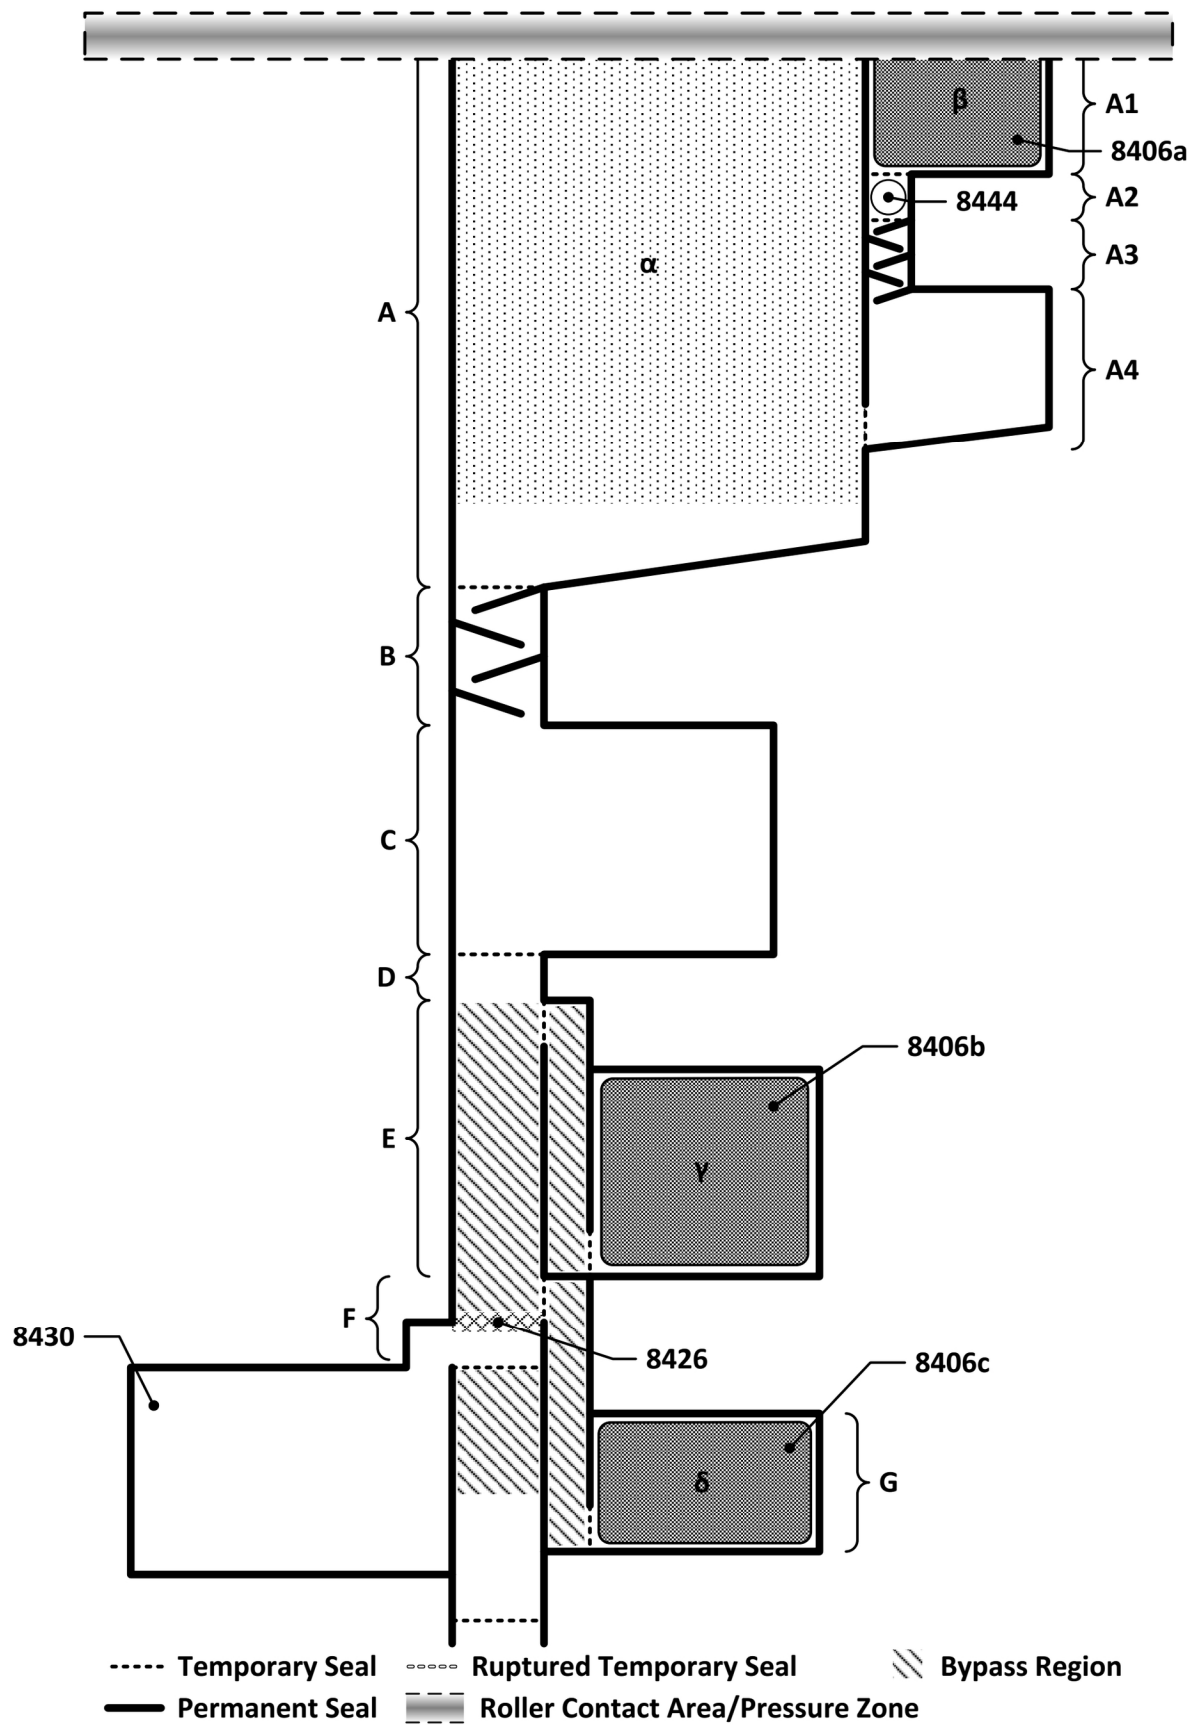 β
A1
8406a
8444
A2
A3
α
A
A4
B
C
D
8406b
E
γ
F
8430
8426
8406c
δ
G
Temporary Seal
Ruptured Temporary Seal
Bypass Region
Permanent Seal
Roller Contact Area/Pressure Zone